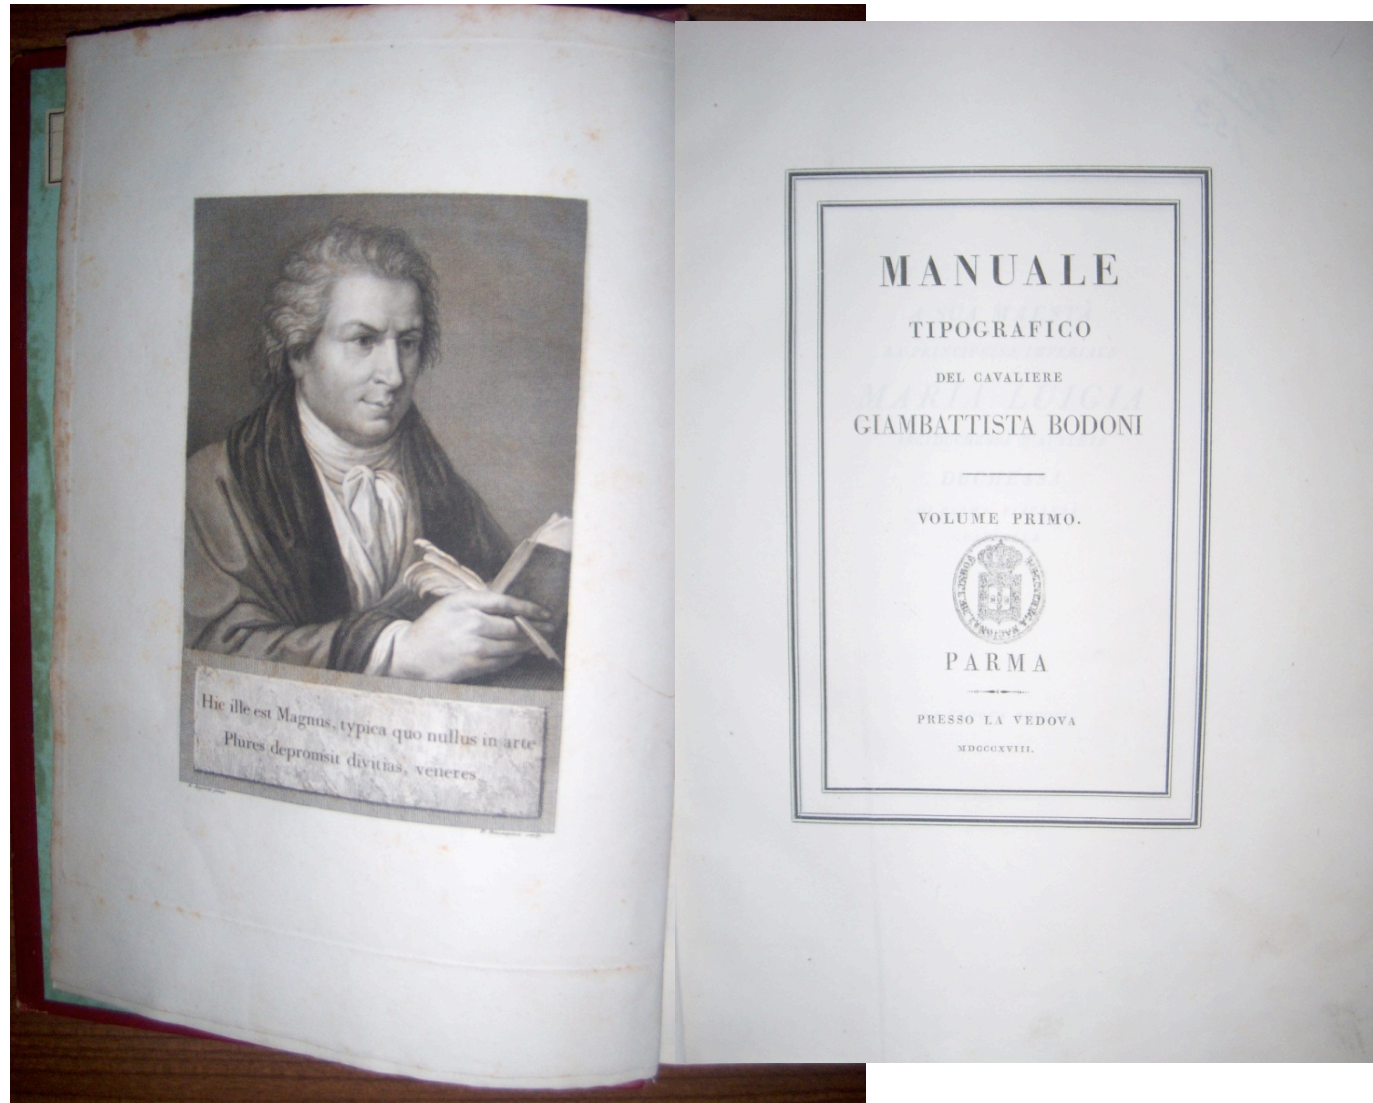 Hic ille est Magnus, typica quo nullus in arte
Plures depromsit divitias, veneres
MANUALE
TIPOGRAFICO
DEL CAVALIERE
GIAMBATTISTA BODONI
VOLUME PRIMO.
PARMA
PRESSO LA VEDOVA
MDCCCXVIII.